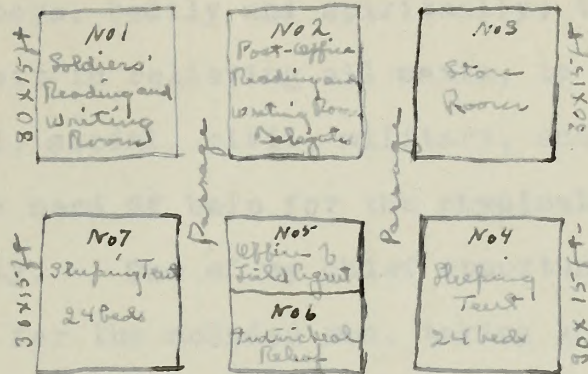 30 x 15 ft
No 1
Soldiers'
Reading and
Writing
Room
Passage
No 2
Post-Office
Reading and
Writing Room
Delegates
Passage
No 3
Store
Room
30 x 15 ft
30 x 15 ft
No 7
Sleeping Tent
24 beds
No 5
Office of
Field Agent
No 6
Individual
Relief
No 4
Sleeping
Tent
24 beds
30 x 15 ft